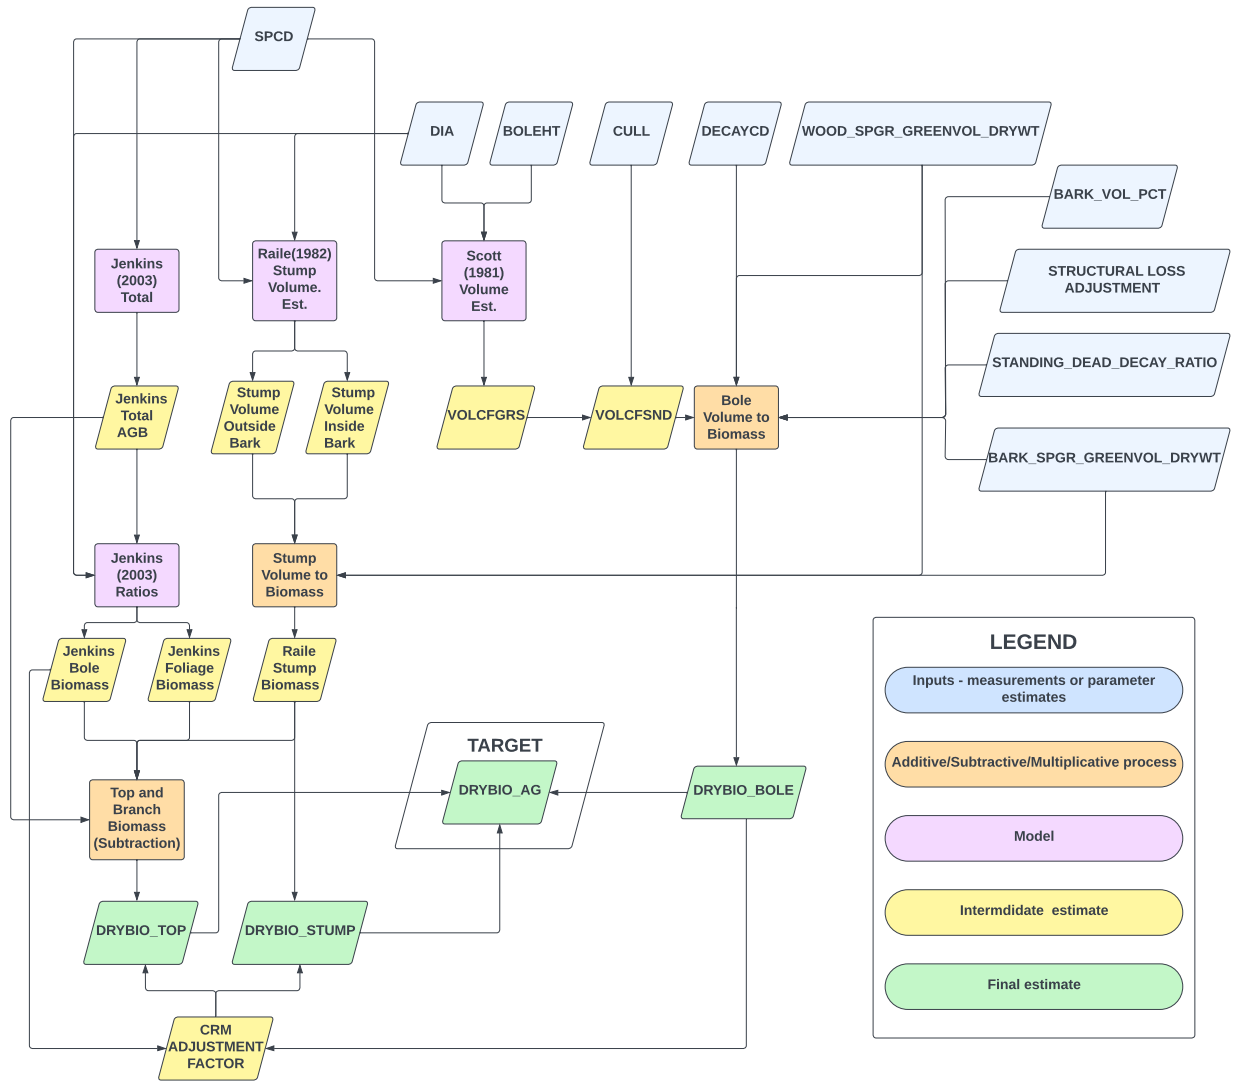 SPCD
DIA
BOLEHT
CULL
DECAYCD
WOOD_SPGR_GREENVOL_DRYWT
BARK_VOL_PCT
Jenkins
(2003)
Total
Raile(1982)
Stump
Volume.
Est.
Scott
(1981)
Volume
Est.
STRUCTURAL LOSS
ADJUSTMENT
STANDING_DEAD_DECAY_RATIO
Jenkins
Total
AGB
Stump
Volume
Outside
Bark
Stump
Volume
Inside
Bark
VOLCFGRS
VOLCFSND
Bole
Volume to
Biomass
BARK_SPGR_GREENVOL_DRYWT
Jenkins
(2003)
Ratios
Stump
Volume to
Biomass
Jenkins
Bole
Biomass
Jenkins
Foliage
Biomass
Raile
Stump
Biomass
TARGET
DRYBIO_AG
DRYBIO_BOLE
Top and
Branch
Biomass
(Subtraction)
DRYBIO_TOP
DRYBIO_STUMP
CRM
ADJUSTMENT
FACTOR
LEGEND
Inputs - measurements or parameter
estimates
Additive/Subtractive/Multiplicative process
Model
Intermdidate estimate
Final estimate